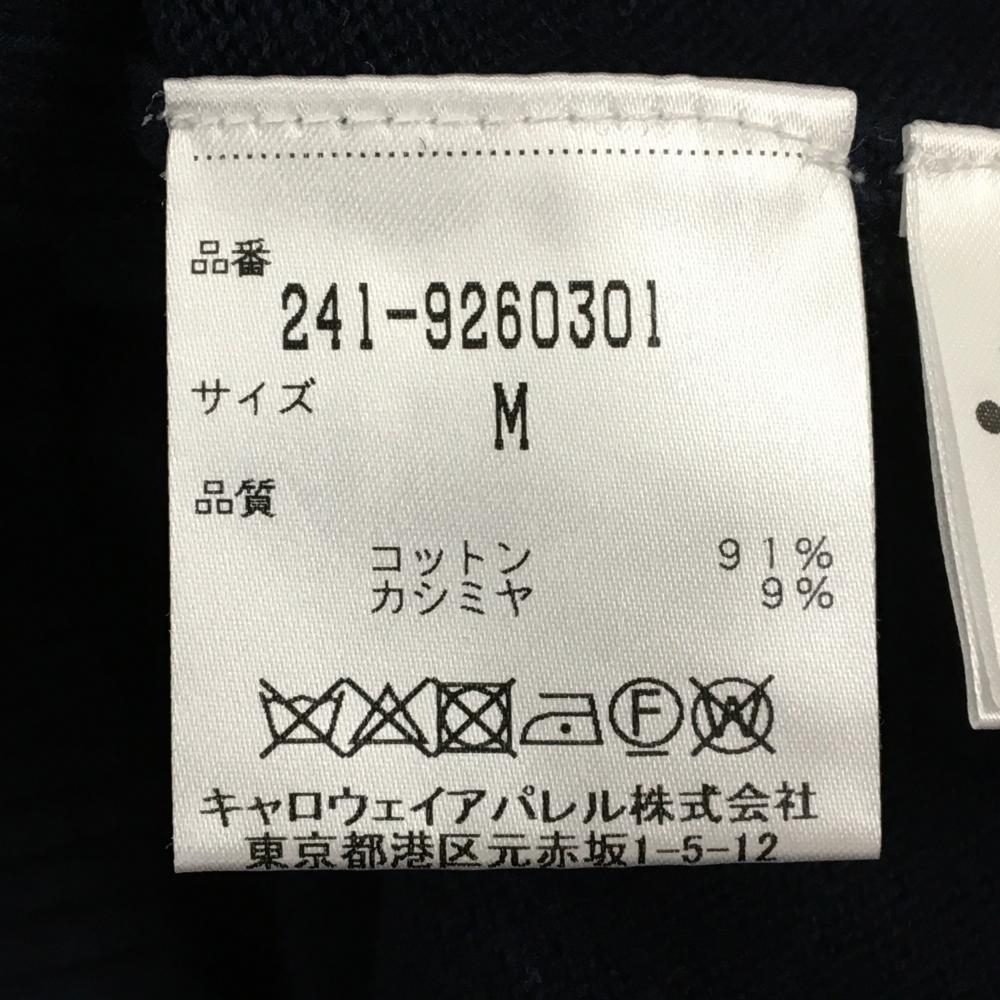 品番
241-9260301
サイズ
M
品質
コットン 91%
カシミヤ 9%
F W
キャロウェイアパレル株式会社
東京都港区元赤坂1-5-12